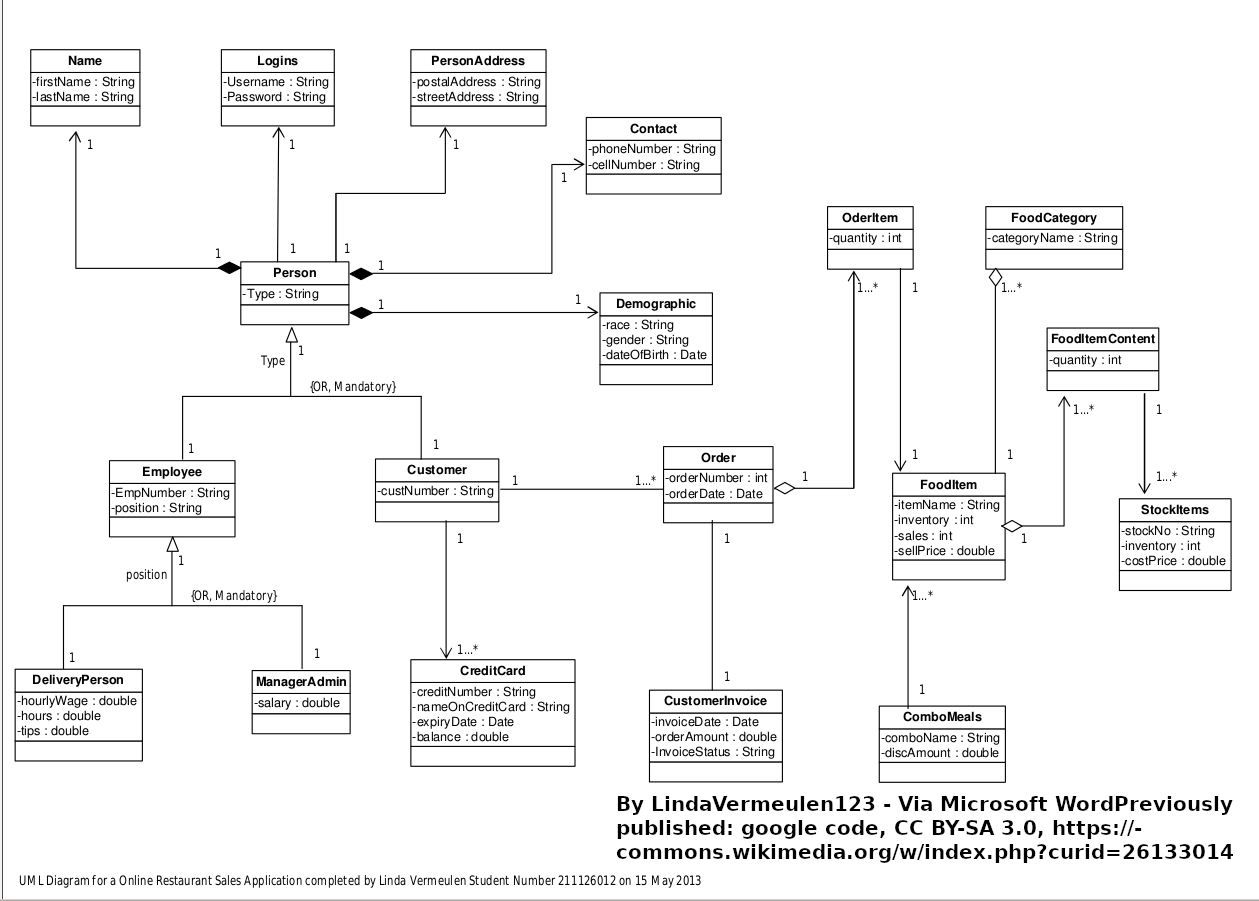 Name
-firstName : String
-lastName : String
Logins
-Username : String
-Password : String
PersonAddress
-postalAddress : String
-streetAddress : String
Contact
-phoneNumber : String
-cellNumber : String
1
1
1
1
1
1
1
1
Person
-Type : String
1
1
Demographic
-race : String
-gender : String
-dateOfBirth : Date
OderItem
-quantity : int
FoodCategory
-categoryName : String
1...*
1
1...*
FoodItemContent
-quantity : int
1
Type
{OR, Mandatory}
1...*
1
1
1
Employee
-EmpNumber : String
-position : String
Customer
-custNumber : String
1
1...*
Order
-orderNumber : int
-orderDate : Date
1
1
1
FoodItem
-itemName : String
-inventory : int
-sales : int
-sellPrice : double
1
1...*
StockItems
-stockNo : String
-inventory : int
-costPrice : double
1
position
{OR, Mandatory}
1
1
1
1...*
1
1
1...*
1
1
DeliveryPerson
-hourlyWage : double
-hours : double
-tips : double
ManagerAdmin
-salary : double
CreditCard
-creditNumber : String
-nameOnCreditCard : String
-expiryDate : Date
-balance : double
CustomerInvoice
-invoiceDate : Date
-orderAmount : double
-InvoiceStatus : String
ComboMeals
-comboName : String
-discAmount : double
By LindaVermeulen123 - Via Microsoft WordPreviously
published: google code, CC BY-SA 3.0, https://-
commons.wikimedia.org/w/index.php?curid=26133014
UML Diagram for a Online Restaurant Sales Application completed by Linda Vermeulen Student Number 211126012 on 15 May 2013